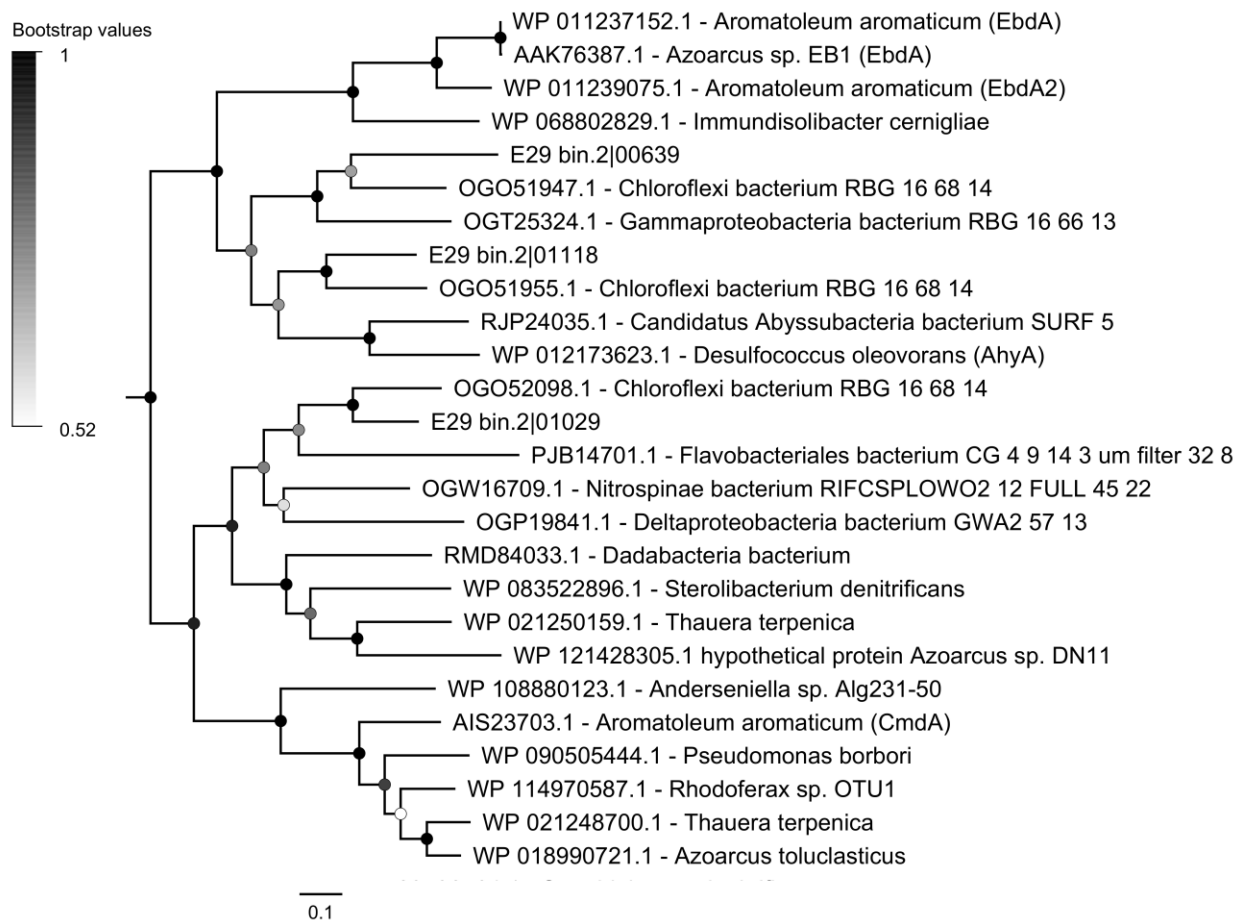 Bootstrap values
1
0.52
WP 011237152.1 - Aromatoleum aromaticum (EbdA)
AAK76387.1 - Azoarcus sp. EB1 (EbdA)
WP 011239075.1 - Aromatoleum aromaticum (EbdA2)
WP 068802829.1 - Immundisolibacter cernigliae
E29 bin.2|00639
OGO51947.1 - Chloroflexi bacterium RBG 16 68 14
OGT25324.1 - Gammaproteobacteria bacterium RBG 16 66 13
E29 bin.2|01118
OGO51955.1 - Chloroflexi bacterium RBG 16 68 14
RJP24035.1 - Candidatus Abyssubacteria bacterium SURF 5
WP 012173623.1 - Desulfococcus oleovorans (AhyA)
OGO52098.1 - Chloroflexi bacterium RBG 16 68 14
E29 bin.2|01029
PJB14701.1 - Flavobacteriales bacterium CG 4 9 14 3 um filter 32 8
OGW16709.1 - Nitrospinae bacterium RIFCSPLOWO2 12 FULL 45 22
OGP19841.1 - Deltaproteobacteria bacterium GWA2 57 13
RMD84033.1 - Dadabacteria bacterium
WP 083522896.1 - Sterolibacterium denitrificans
WP 021250159.1 - Thauera terpenica
WP 121428305.1 hypothetical protein Azoarcus sp. DN11
WP 108880123.1 - Anderseniella sp. Alg231-50
AIS23703.1 - Aromatoleum aromaticum (CmdA)
WP 090505444.1 - Pseudomonas borbori
WP 114970587.1 - Rhodoferax sp. OTU1
WP 021248700.1 - Thauera terpenica
WP 018990721.1 - Azoarcus toluclasticus
0.1